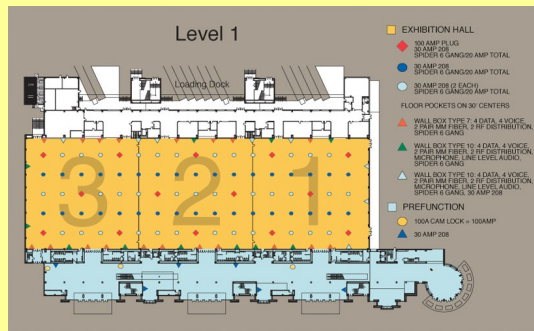 Level 1
Loading Dock
3
2
1
EXHIBITION HALL
100 AMP PLUG
30 AMP 208
SPIDER 6 GANG/20 AMP TOTAL
30 AMP 208
SPIDER 6 GANG/20 AMP TOTAL
30 AMP 208 (2 EACH)
SPIDER 6 GANG/20 AMP TOTAL
FLOOR POCKETS ON 30' CENTERS
WALL BOX TYPE 7: 4 DATA, 4 VOICE,
2 PAIR MM FIBER, 2 RF DISTRIBUTION,
SPIDER 6 GANG
WALL BOX TYPE 10: 4 DATA, 4 VOICE,
2 PAIR MM FIBER, 2 RF DISTRIBUTION,
MICROPHONE, LINE LEVEL AUDIO,
SPIDER 6 GANG
WALL BOX TYPE 10: 4 DATA, 4 VOICE,
2 PAIR MM FIBER, 2 RF DISTRIBUTION,
MICROPHONE, LINE LEVEL AUDIO,
SPIDER 6 GANG, 30 AMP 208
PREFUNCTION
100A CAM LOCK = 100AMP
30 AMP 208